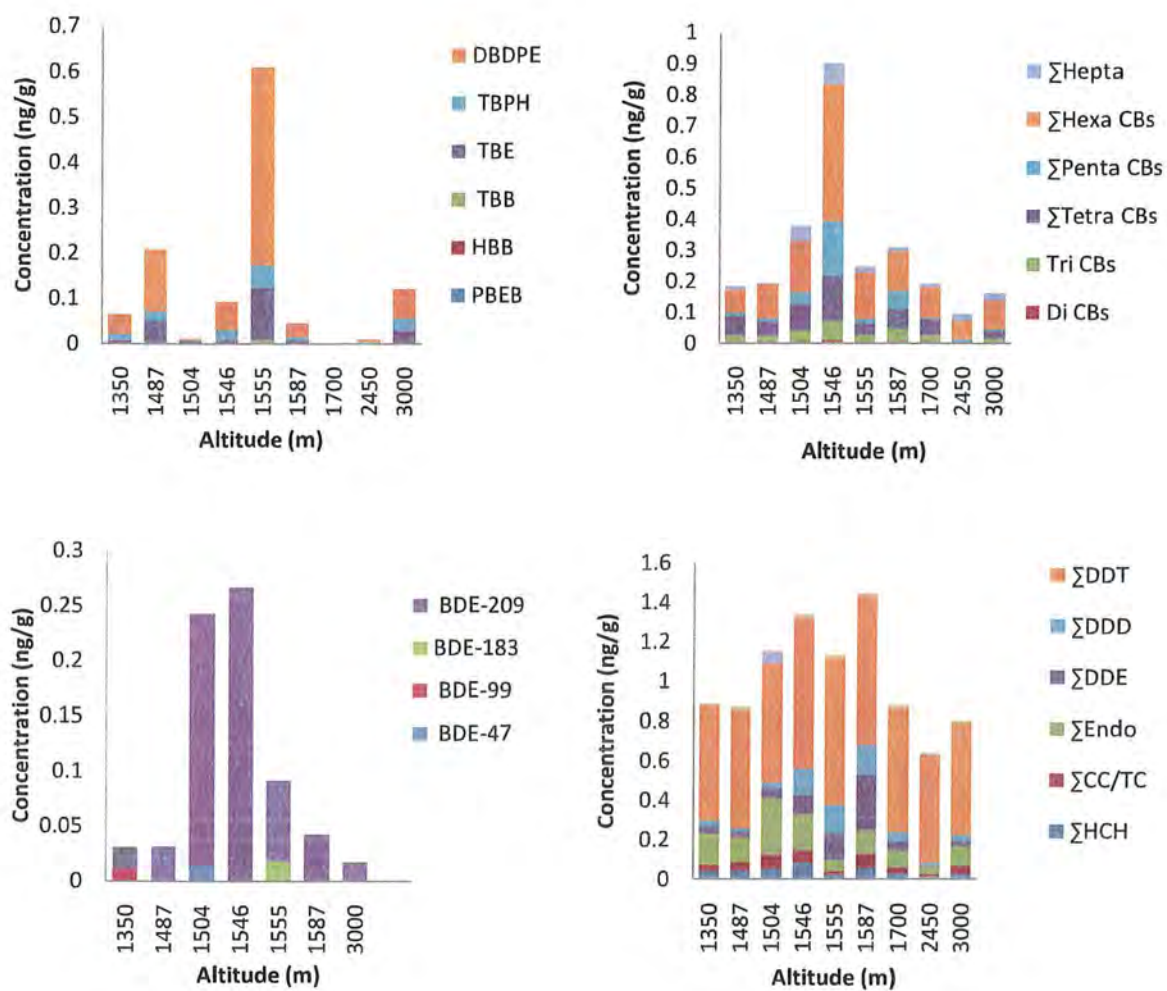 0.7
0.6
0.5
0.4
0.3
0.2
0.1
0
Concentration (ng/g)
1350
1487
1504
1546
1555
1587
1700
2450
3000
Altitude (m)
DBDPE
TBPH
TBE
TBB
HBB
PBEB
1
0.9
0.8
0.7
0.6
0.5
0.4
0.3
0.2
0.1
0
Concentration (ng/g)
1350
1487
1504
1546
1555
1587
1700
2450
3000
Altitude (m)
∑Hepta
∑Hexa CBs
∑Penta CBs
∑Tetra CBs
Tri CBs
Di CBs
0.3
0.25
0.2
0.15
0.1
0.05
0
Concentration (ng/g)
1350
1487
1504
1546
1555
1587
3000
Altitude (m)
BDE-209
BDE-183
BDE-99
BDE-47
1.6
1.4
1.2
1
0.8
0.6
0.4
0.2
0
Concentration (ng/g)
1350
1487
1504
1546
1555
1587
1700
2450
3000
Altitude (m)
∑DDT
∑DDD
∑DDE
∑Endo
∑CC/TC
∑HCH